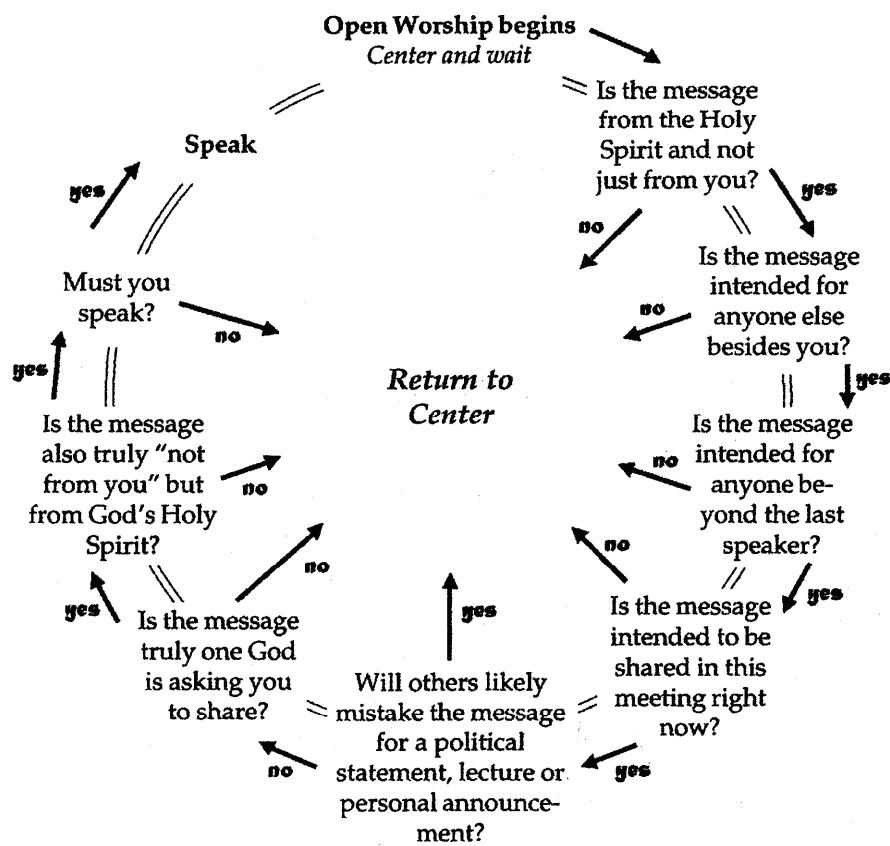 Open Worship begins
Center and wait
Is the message
from the Holy
Spirit and not
just from you?
yes
no
Is the message
intended for
anyone else
besides you?
no
yes
Is the message
intended for
anyone be-
yond the last
speaker?
no
yes
Is the message
intended to be
shared in this
meeting right
now?
no
yes
Will others likely
mistake the message
for a political
statement, lecture or
personal announce-
ment?
yes
no
Is the message
truly one God
is asking you
to share?
no
yes
Is the message
also truly "not
from you" but
from God's Holy
Spirit?
no
yes
Must you
speak?
no
yes
Speak
Return to
Center